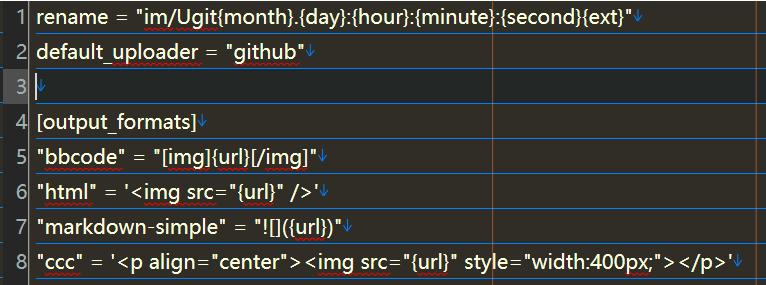 1 rename = "im/Ugit{month}.{day}:{hour}:{minute}:{second}{ext}"↓
2 default_uploader = "github"↓
3 ↓
4 [output_formats]↓
5 "bbcode" = "[img]{url}[/img]"↓
6 "html" = '<img src="{url}" />'↓
7 "markdown-simple" = "![]({url})"↓
8 "ccc" = '<p align="center"><img src="{url}" style="width:400px;"></p>'↓